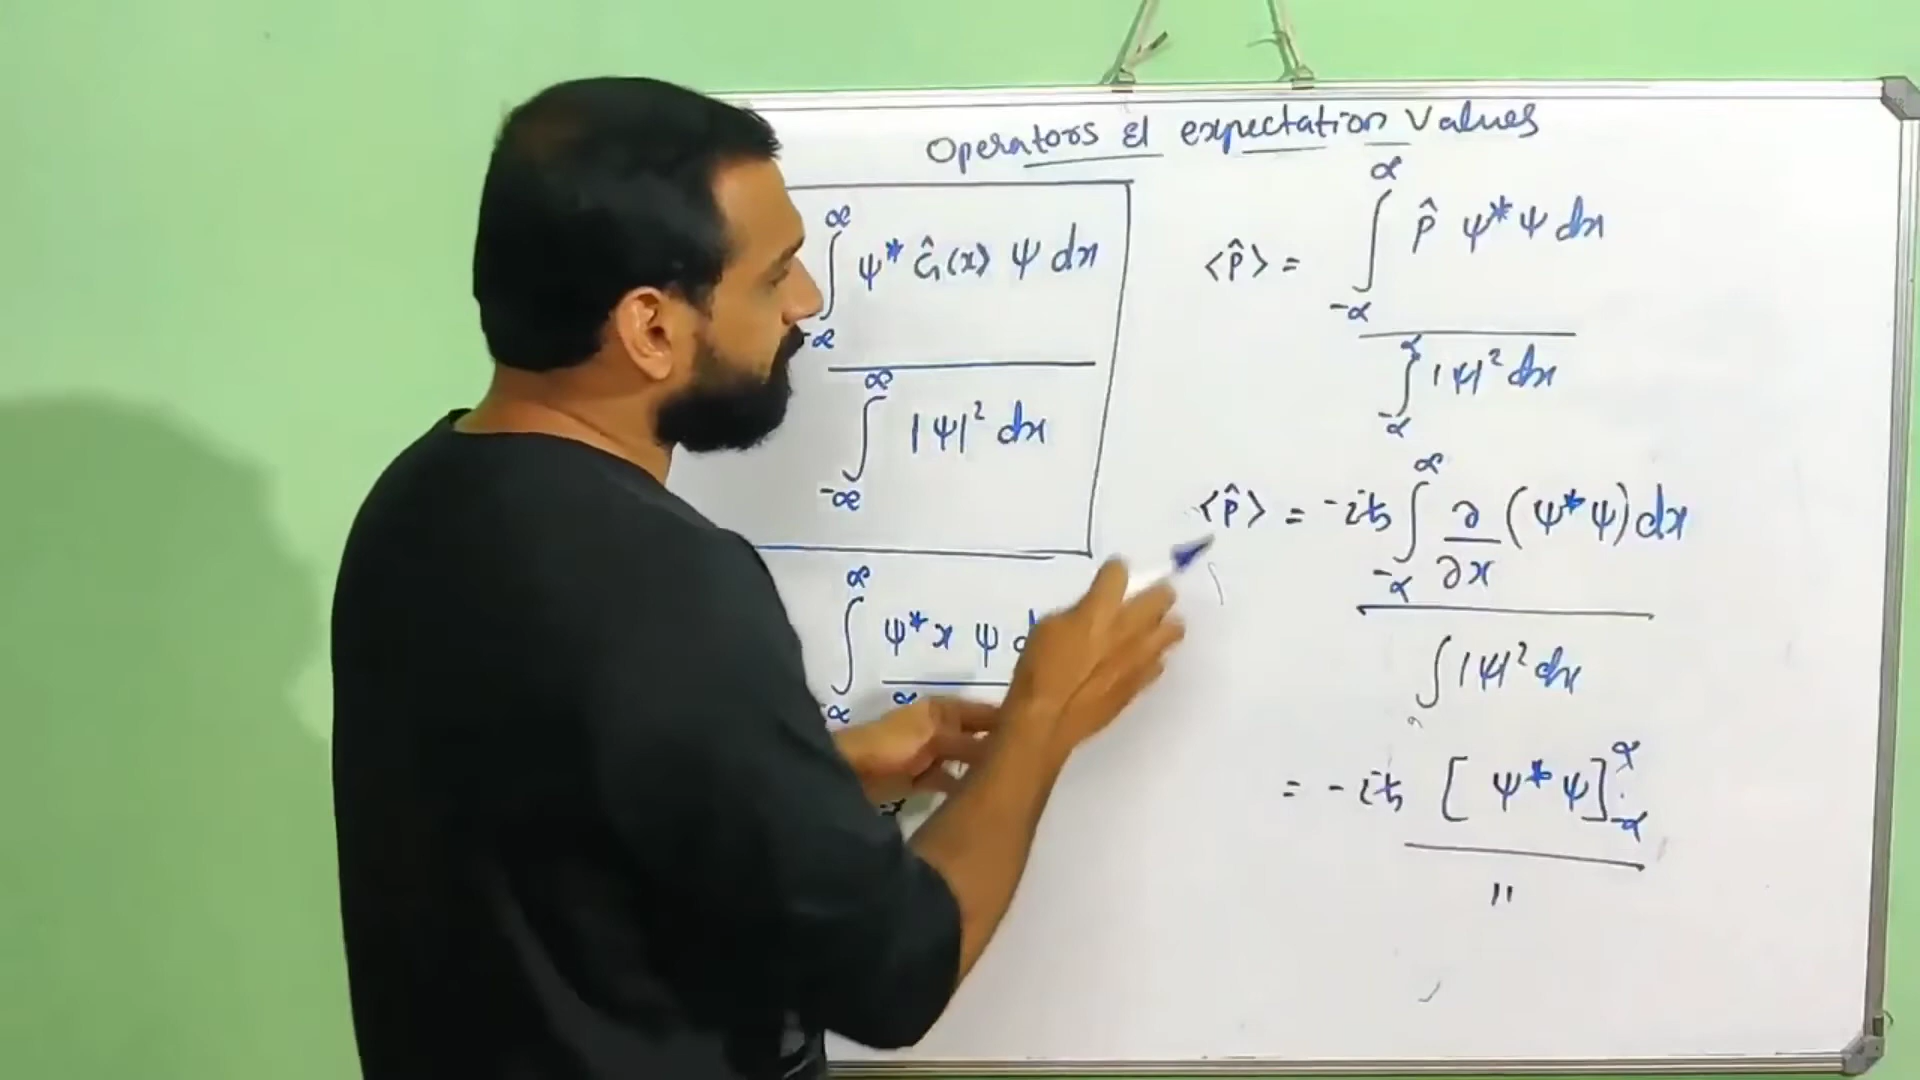 Operators & expectation values
∞
∫ ψ* Ĝ(x) ψ dx
-∞
∞
∫ |ψ|² dx
-∞
∞
∫ ψ* x ψ d
-∞
∞
<p̂> = ∫ p̂ ψ* ψ dx
-∞
∞
∫ |ψ|² dx
-∞
∞
<p̂> = -iħ ∫ ∂/∂x (ψ* ψ) dx
-∞
∫ |ψ|² dx
= -iħ [ψ* ψ]
∞
-∞
"